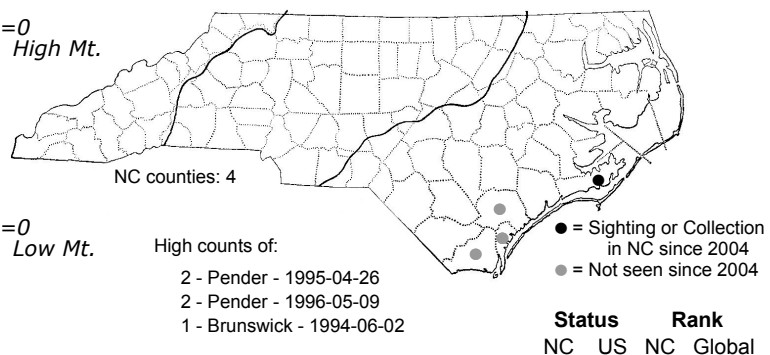 =0
High Mt.
NC counties: 4
=0
Low Mt.
High counts of:
2 - Pender - 1995-04-26
2 - Pender - 1996-05-09
1 - Brunswick - 1994-06-02
● = Sighting or Collection
in NC since 2004
● = Not seen since 2004
Status Rank
NC US NC Global